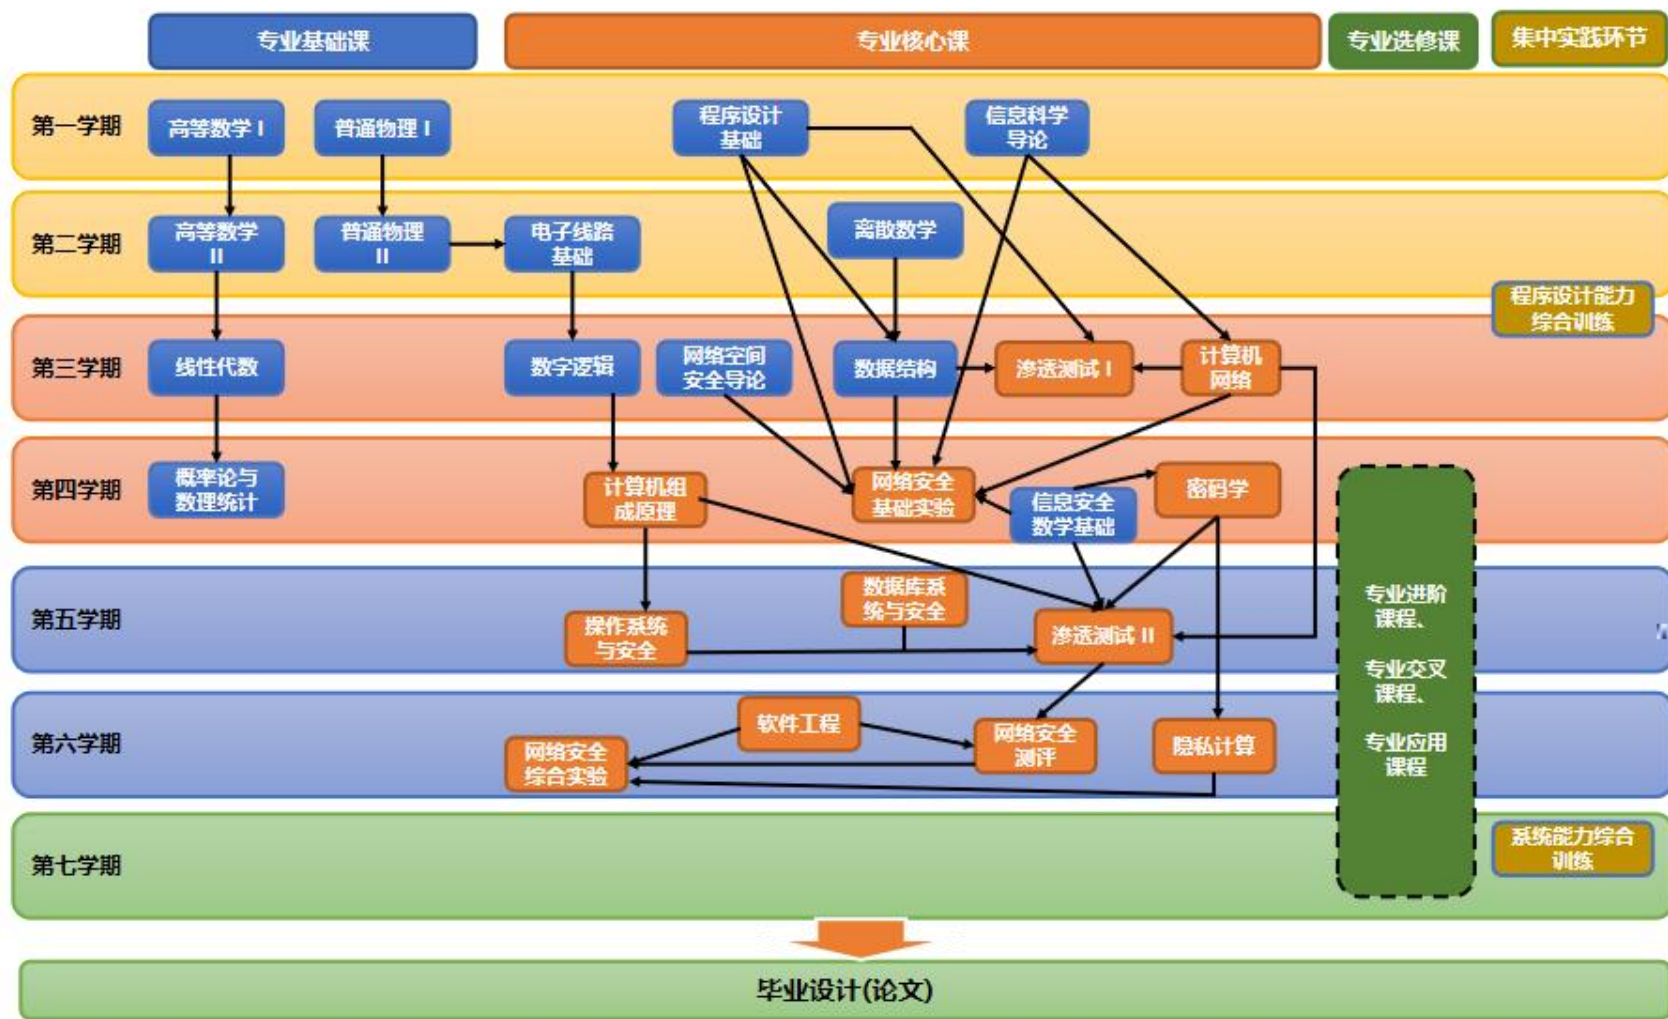 专业基础课
专业核心课
专业选修课
集中实践环节
第一学期
高等数学 I
普通物理 I
程序设计
基础
信息科学
导论
第二学期
高等数学
II
普通物理
II
电子线路
基础
离散数学
程序设计能力
综合训练
第三学期
线性代数
数字逻辑
网络空间
安全导论
数据结构
渗透测试 I
计算机
网络
第四学期
概率论与
数理统计
计算机组
成原理
网络安全
基础实验
信息安全
数学基础
密码学
第五学期
操作系统
与安全
数据库系
统与安全
渗透测试 II
专业进阶
课程、
专业交叉
课程、
专业应用
课程
第六学期
网络安全
综合实验
软件工程
网络安全
测评
隐私计算
第七学期
系统能力综合
训练
毕业设计(论文)